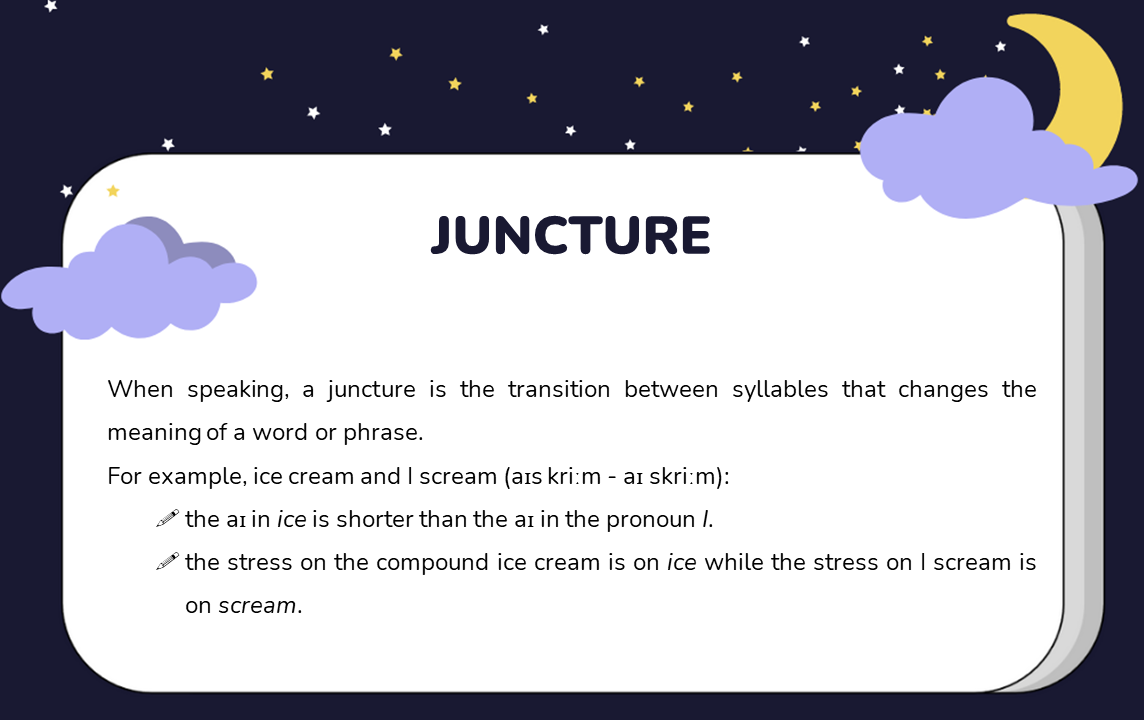 JUNCTURE
When speaking, a juncture is the transition between syllables that changes the
meaning of a word or phrase.
For example, ice cream and I scream (aɪs kriːm - aɪ skriːm):
the aɪ in ice is shorter than the aɪ in the pronoun I.
the stress on the compound ice cream is on ice while the stress on I scream is
on scream.